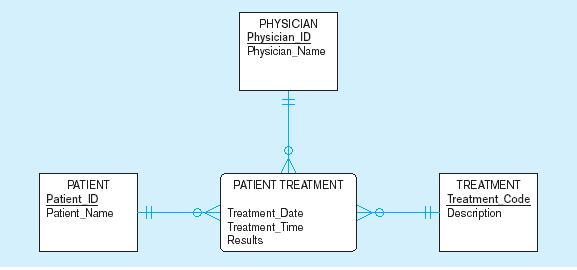 PHYSICIAN
Physician_ID
Physician_Name
PATIENT
Patient_ID
Patient_Name
PATIENT TREATMENT
Treatment_Date
Treatment_Time
Results
TREATMENT
Treatment_Code
Description